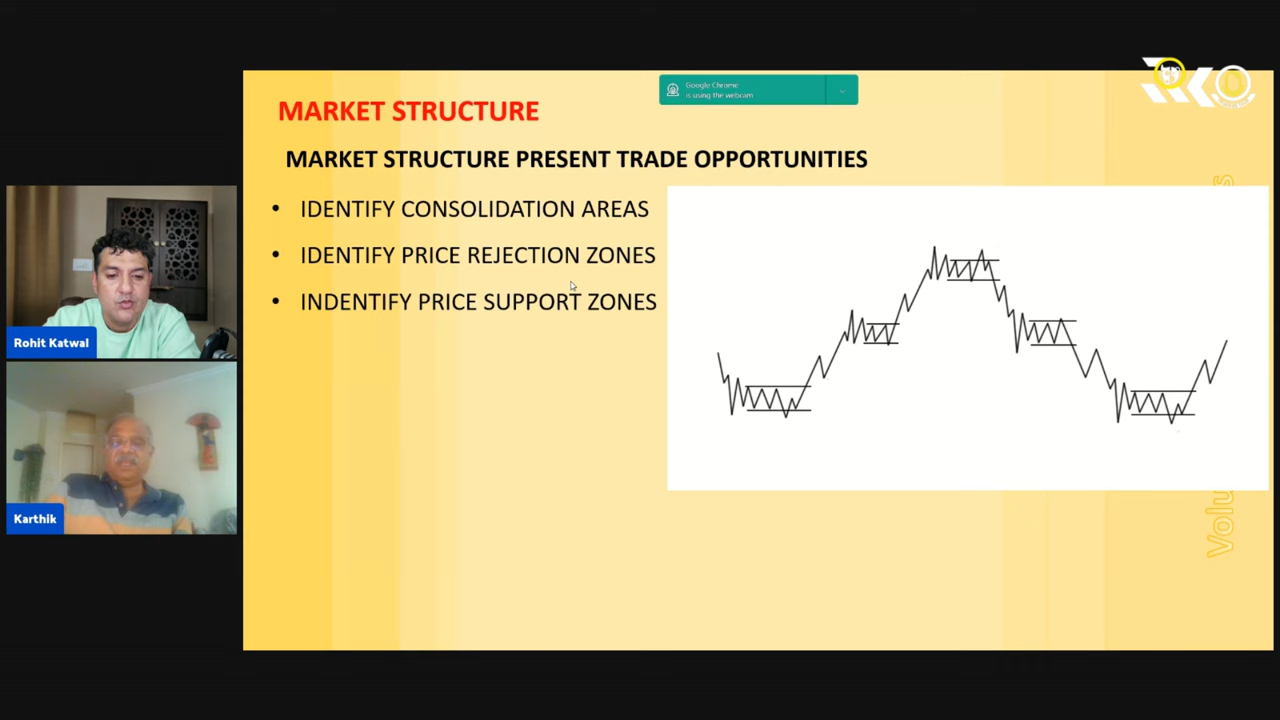 RKO
Google Chrome
is using the webcam
MARKET STRUCTURE
MARKET STRUCTURE PRESENT TRADE OPPORTUNITIES
• IDENTIFY CONSOLIDATION AREAS
• IDENTIFY PRICE REJECTION ZONES
• INDENTIFY PRICE SUPPORT ZONES
Rohit Katwal
Karthik